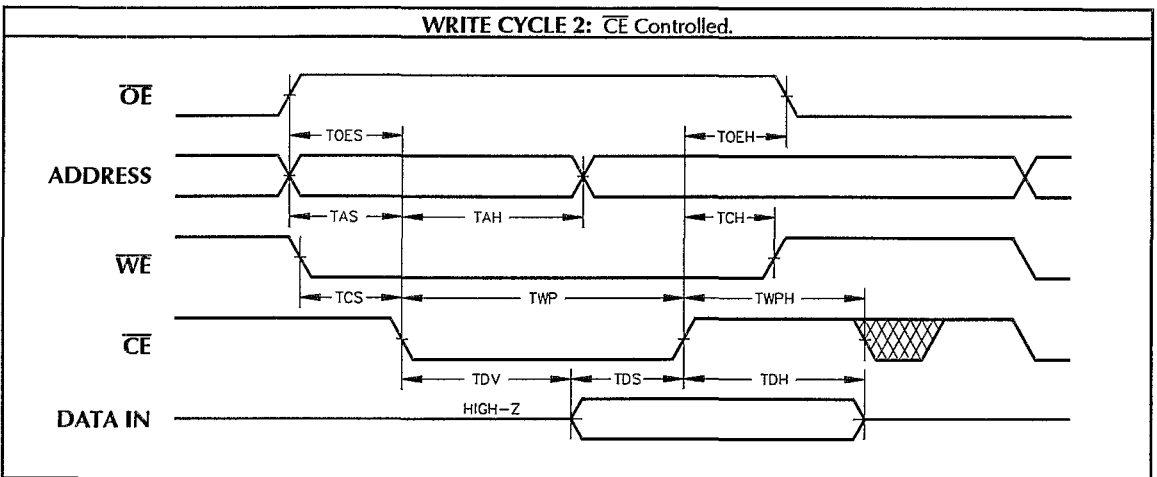 WRITE CYCLE 2: CE Controlled.
OE
TOES
TOEH
ADDRESS
TAS
TAH
TCH
WE
TCS
TWP
TWPH
CE
TDV
TDS
TDH
DATA IN
HIGH-Z